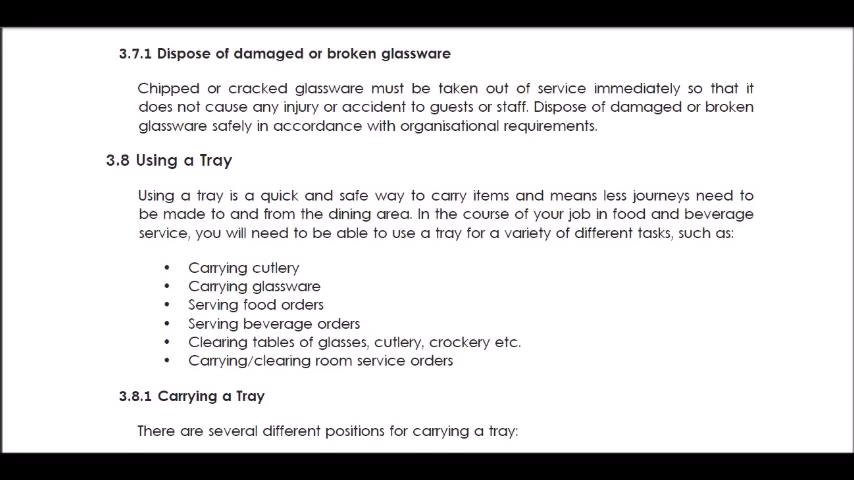 3.7.1 Dispose of damaged or broken glassware
Chipped or cracked glassware must be taken out of service immediately so that it
does not cause any injury or accident to guests or staff. Dispose of damaged or broken
glassware safely in accordance with organisational requirements.
3.8 Using a Tray
Using a tray is a quick and safe way to carry items and means less journeys need to
be made to and from the dining area. In the course of your job in food and beverage
service, you will need to be able to use a tray for a variety of different tasks, such as:
• Carrying cutlery
• Carrying glassware
• Serving food orders
• Serving beverage orders
• Clearing tables of glasses, cutlery, crockery etc.
• Carrying/clearing room service orders
3.8.1 Carrying a Tray
There are several different positions for carrying a tray: